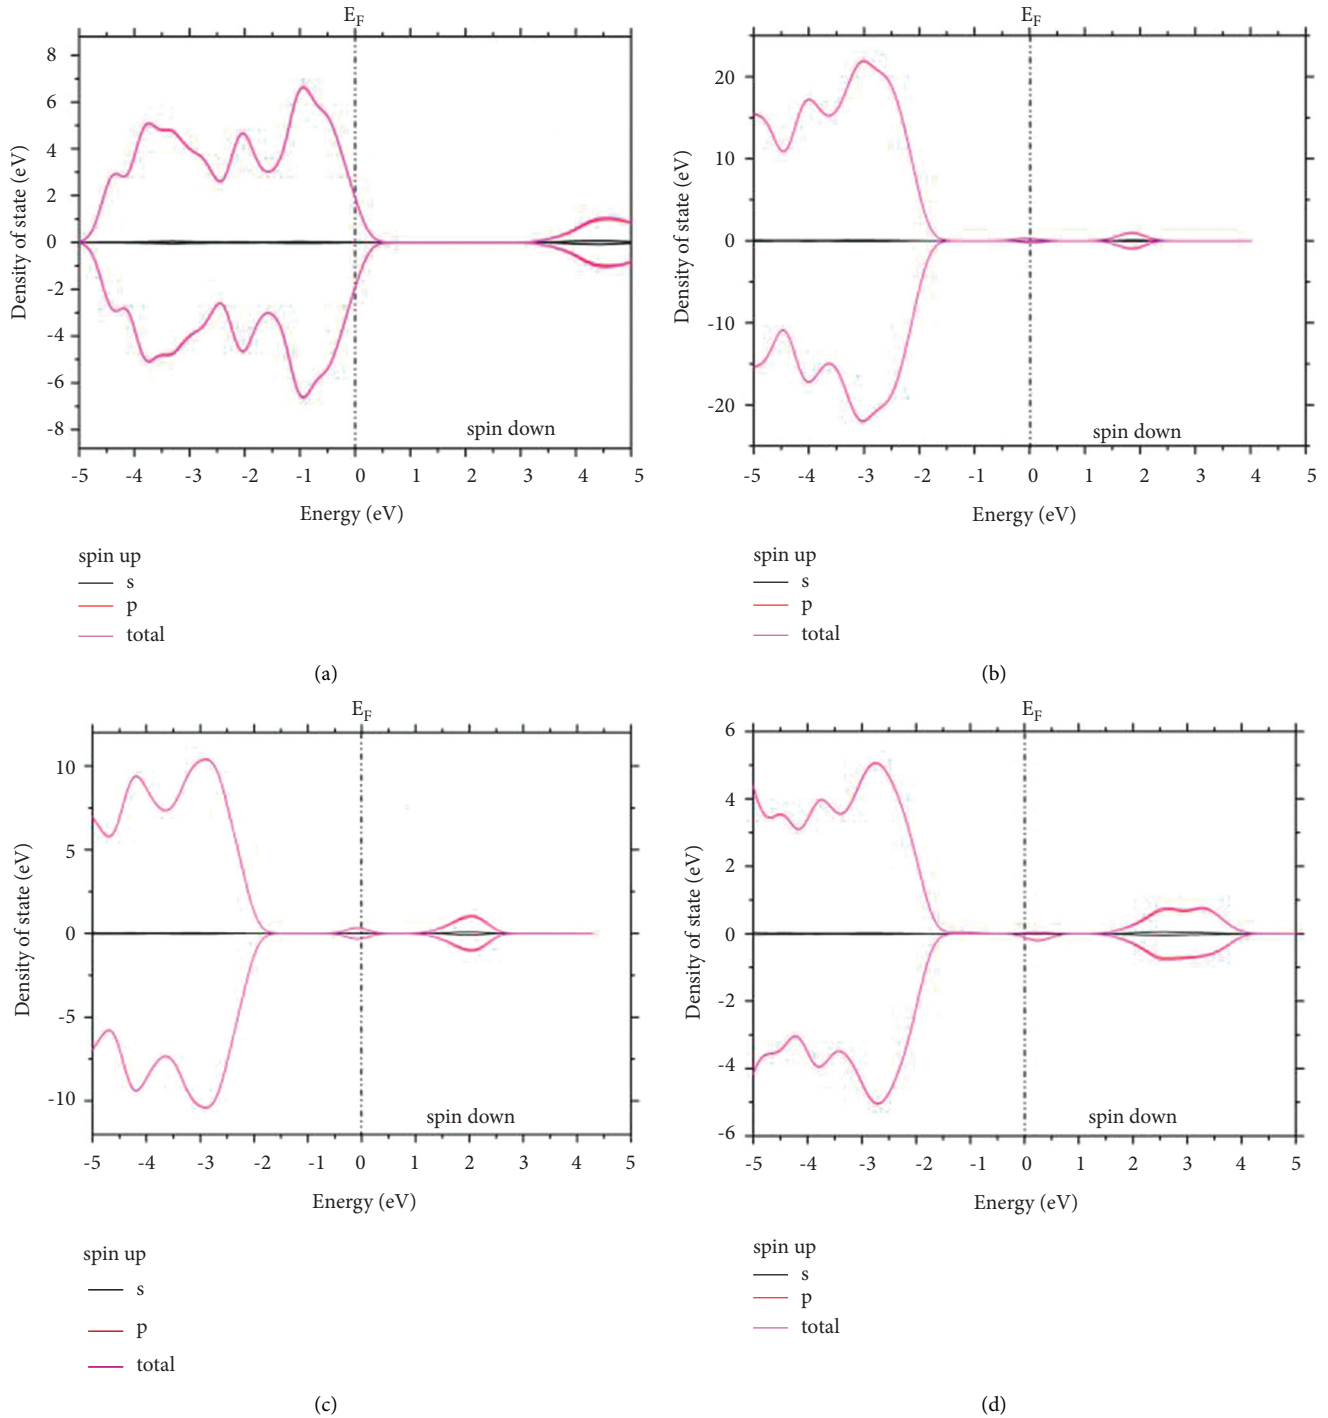 E_F
8
6
4
2
0
-2
-4
-6
-8
Density of state (eV)
spin down
-5 -4 -3 -2 -1 0 1 2 3 4 5
Energy (eV)
spin up
s
p
total
(a)
E_F
20
10
0
-10
-20
Density of state (eV)
spin down
-5 -4 -3 -2 -1 0 1 2 3 4 5
Energy (eV)
spin up
s
p
total
(b)
E_F
10
5
0
-5
-10
Density of state (eV)
spin down
-5 -4 -3 -2 -1 0 1 2 3 4 5
Energy (eV)
spin up
s
p
total
(c)
E_F
6
4
2
0
-2
-4
-6
Density of state (eV)
spin down
-5 -4 -3 -2 -1 0 1 2 3 4 5
Energy (eV)
spin up
s
p
total
(d)